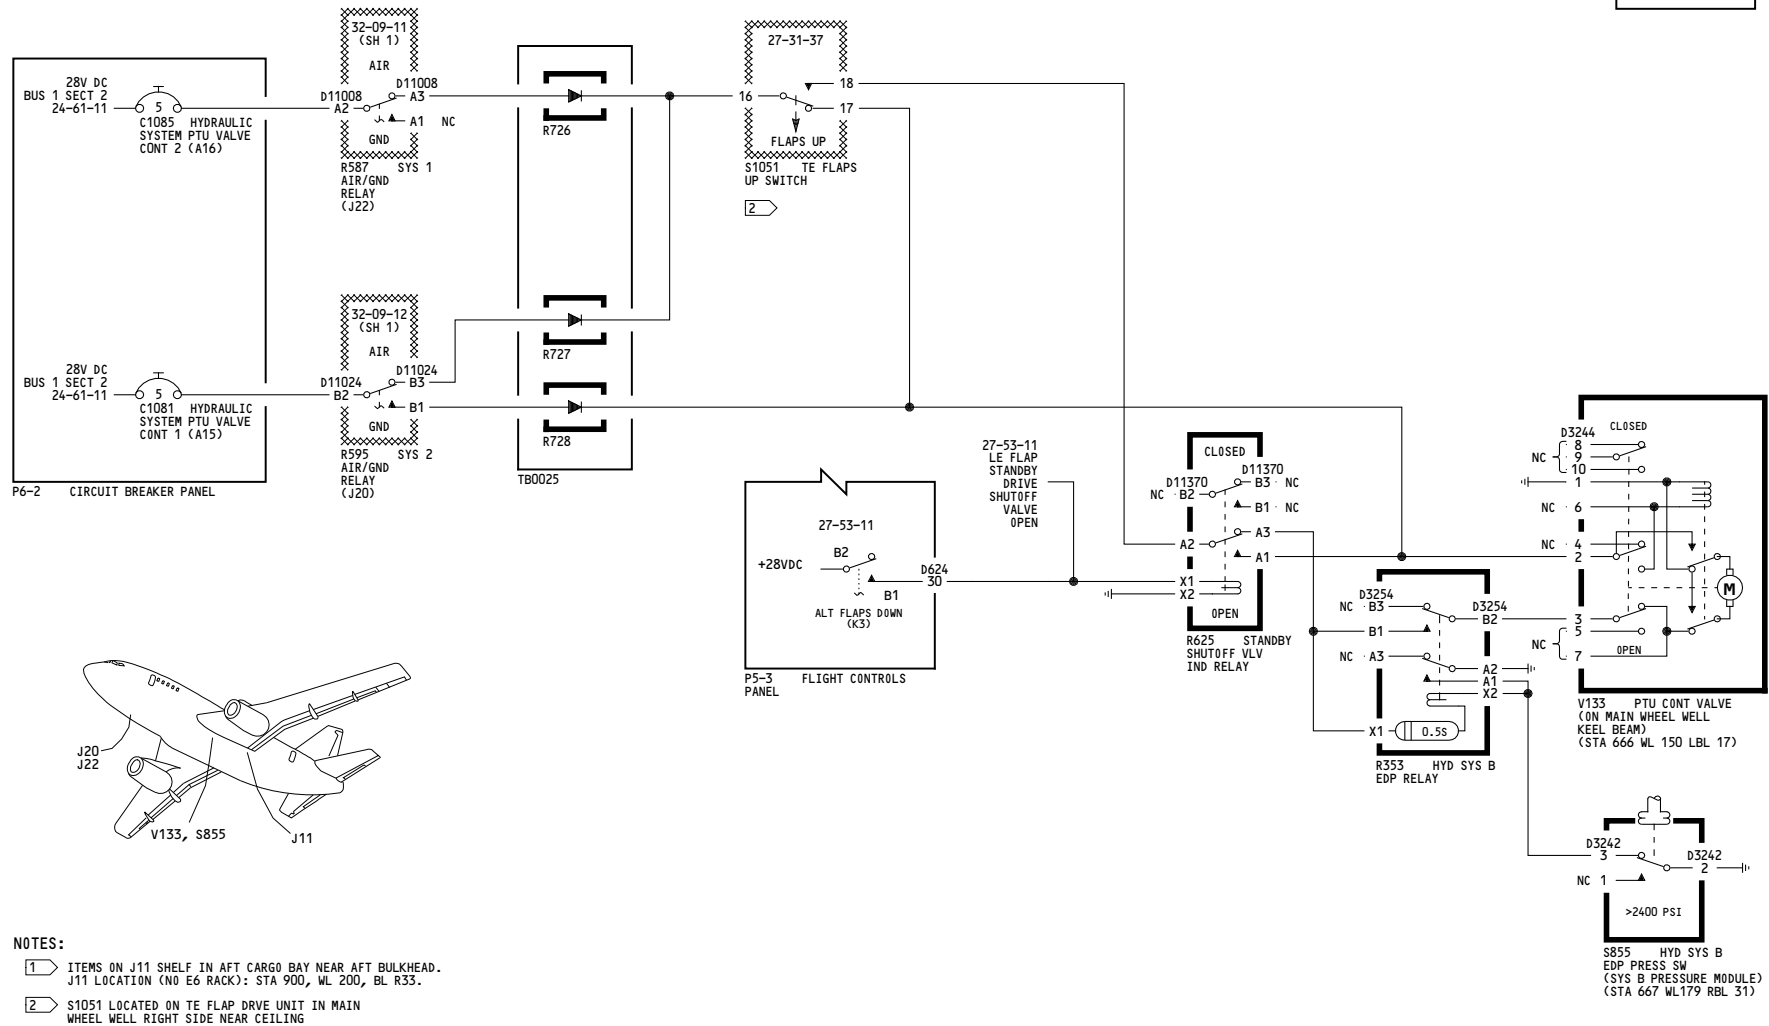 28V DC
BUS 1 SECT 2
24-61-11
5
C1085 HYDRAULIC
SYSTEM PTU VALVE
CONT 2 (A16)
28V DC
BUS 1 SECT 2
24-61-11
5
C1081 HYDRAULIC
SYSTEM PTU VALVE
CONT 1 (A15)
P6-2 CIRCUIT BREAKER PANEL
32-09-11
(SH 1)
AIR
D11008
D11008
A2
A3
A1 NC
GND
R587 SYS 1
AIR/GND
RELAY
(J22)
32-09-12
(SH 1)
AIR
D11024
D11024
B2
B3
B1
GND
R595 SYS 2
AIR/GND
RELAY
(J20)
R726
R727
R728
TB0025
27-31-37
16
18
17
FLAPS UP
S1051 TE FLAPS
UP SWITCH
2
27-53-11
+28VDC
B2
B1
D624
30
ALT FLAPS DOWN
(K3)
P5-3 FLIGHT CONTROLS
PANEL
27-53-11
LE FLAP
STANDBY
DRIVE
SHUTOFF
VALVE
OPEN
CLOSED
D11370
D11370
NC B2
B3 NC
B1 NC
A2
A3
A1
X1
X2
OPEN
R625 STANDBY
SHUTOFF VLV
IND RELAY
D3254
D3254
NC B3
B2
B1
NC A3
A2
A1
X2
X1
0.5S
R353 HYD SYS B
EDP RELAY
D3244
CLOSED
8
NC 9
10
1
NC 6
NC 4
2
3
5
NC
7
OPEN
M
V133 PTU CONT VALVE
(ON MAIN WHEEL WELL
KEEL BEAM)
(STA 666 WL 150 LBL 17)
D3242
D3242
3
2
NC 1
>2400 PSI
S855 HYD SYS B
EDP PRESS SW
(SYS B PRESSURE MODULE)
(STA 667 WL179 RBL 31)
J20
J22
V133, S855
J11
NOTES:
1 ITEMS ON J11 SHELF IN AFT CARGO BAY NEAR AFT BULKHEAD.
J11 LOCATION (NO E6 RACK): STA 900, WL 200, BL R33.
2 S1051 LOCATED ON TE FLAP DRVE UNIT IN MAIN
WHEEL WELL RIGHT SIDE NEAR CEILING